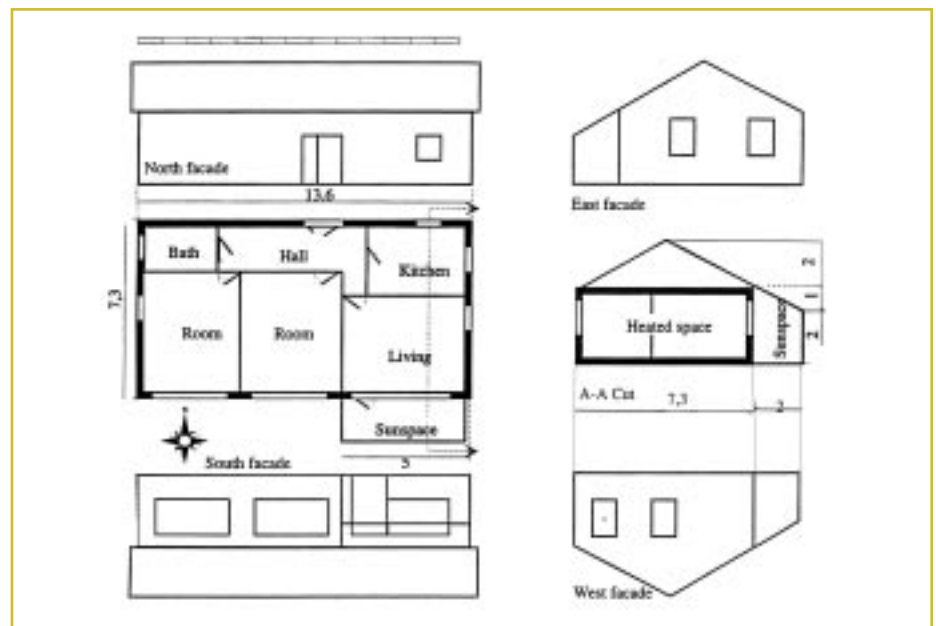 North facade
13,6
East facade
Bath
Hall
Kitchen
7,3
Room
Room
Living
Sunspace
5
South facade
Heated space
Sunspace
2
1
2
A-A Cut
7,3
2
West facade